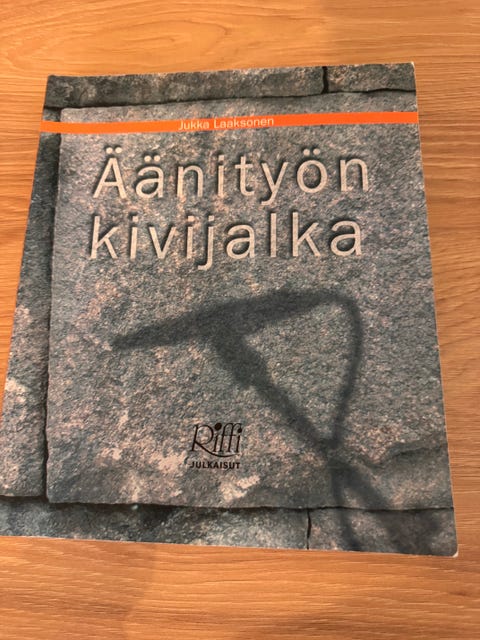 Jukka Laaksonen
Äänityön
kivijalka
Riffi
JULKAISUT